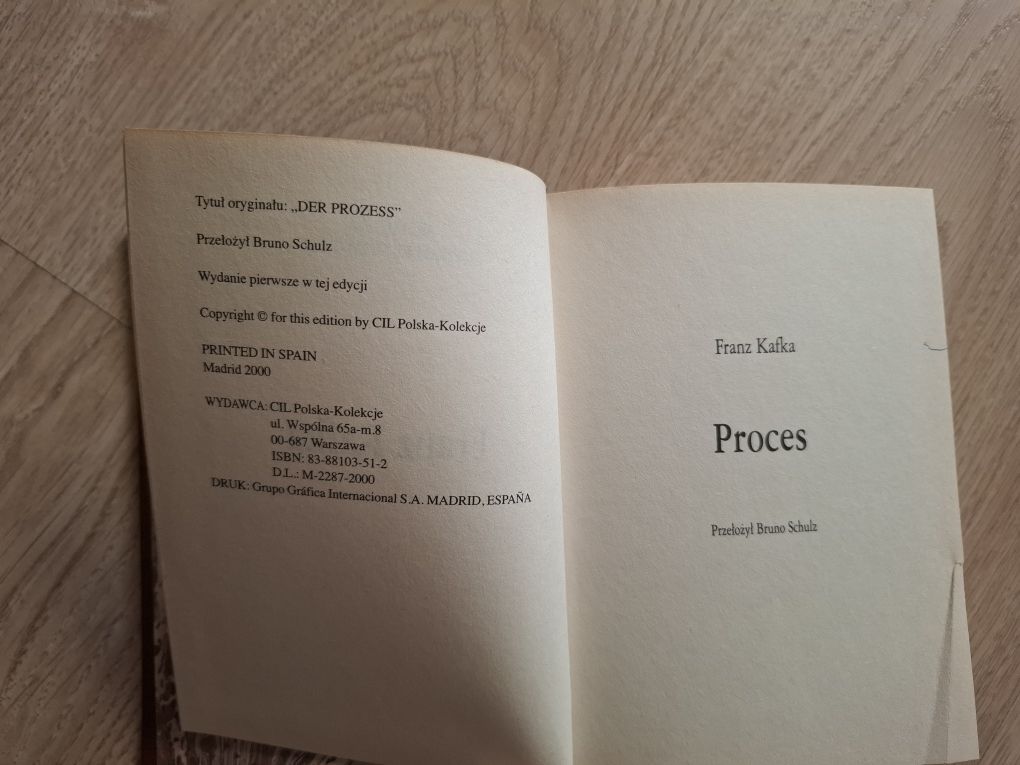 Tytuł oryginału: „DER PROZESS”
Przełożył Bruno Schulz
Wydanie pierwsze w tej edycji
Copyright © for this edition by CIL Polska-Kolekcje
PRINTED IN SPAIN
Madrid 2000
WYDAWCA: CIL Polska-Kolekcje
ul. Wspólna 65a-m.8
00-687 Warszawa
ISBN: 83-88103-51-2
D.L.: M-2287-2000
DRUK: Grupo Gráfica Internacional S.A. MADRID, ESPAÑA
Franz Kafka
Proces
Przełożył Bruno Schulz